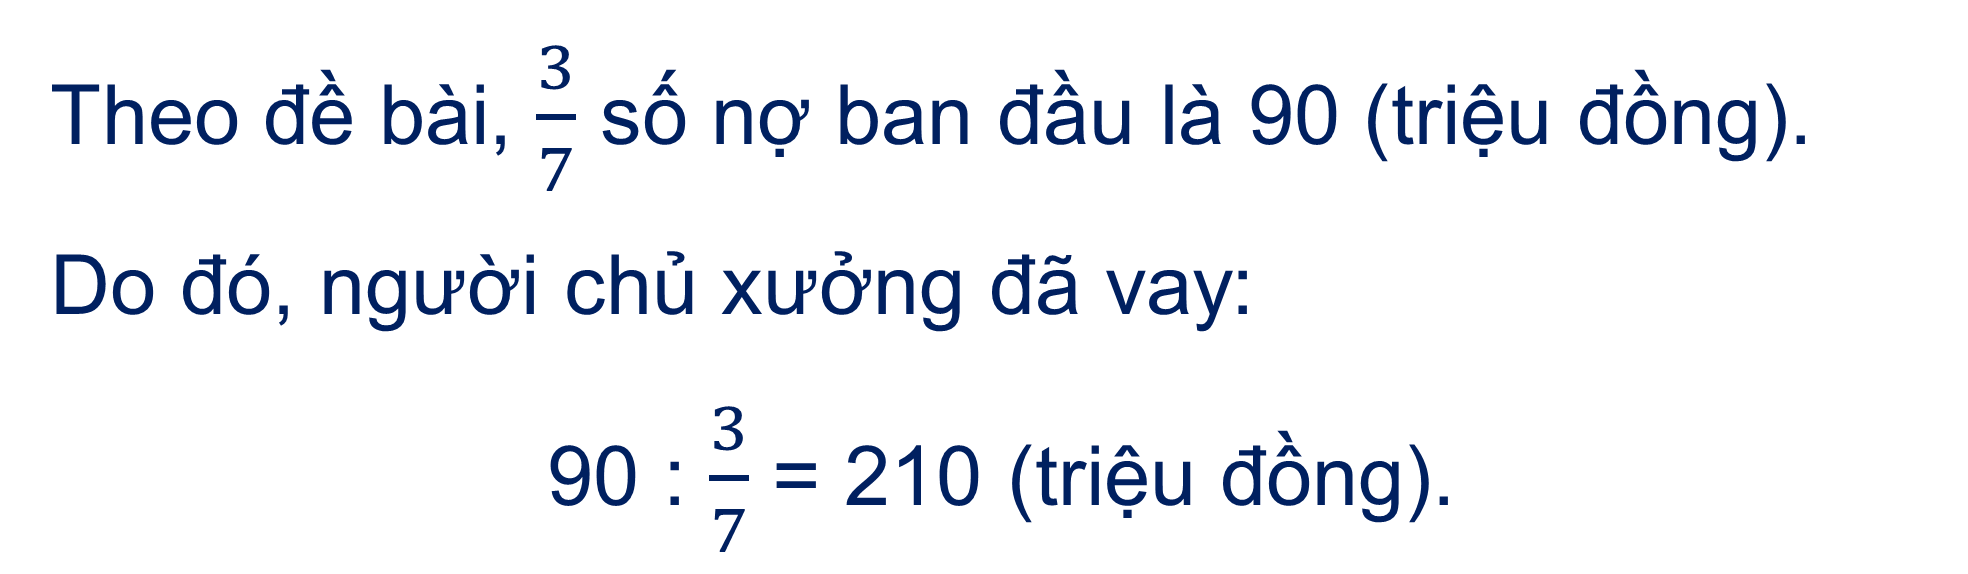 Theo đề bài, 3/7 số nợ ban đầu là 90 (triệu đồng).
Do đó, người chủ xưởng đã vay:
90 : 3/7 = 210 (triệu đồng).